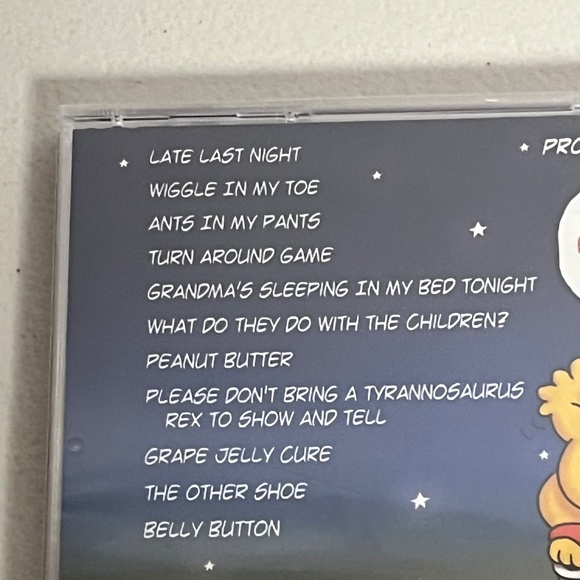 LATE LAST NIGHT
PRO
WIGGLE IN MY TOE
ANTS IN MY PANTS
TURN AROUND GAME
GRANDMA'S SLEEPING IN MY BED TONIGHT
WHAT DO THEY DO WITH THE CHILDREN?
PEANUT BUTTER
PLEASE DON'T BRING A TYRANNOSAURUS
REX TO SHOW AND TELL
GRAPE JELLY CURE
THE OTHER SHOE
BELLY BUTTON